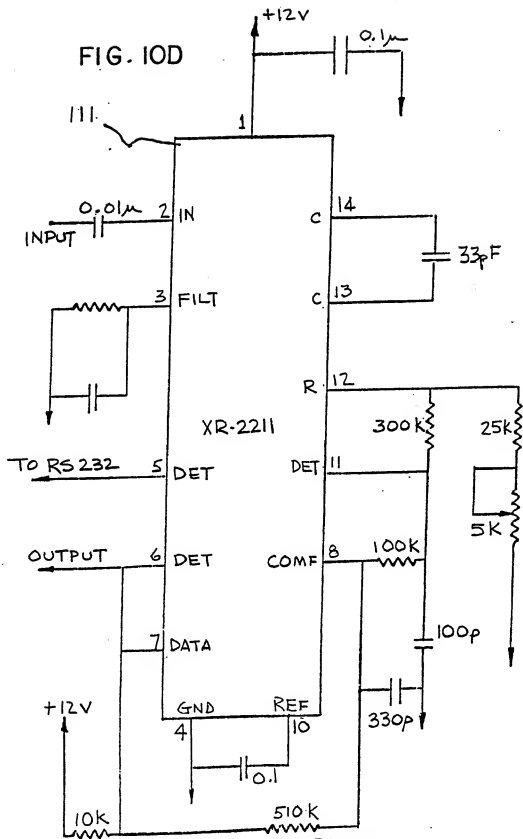 +12V
FIG. 10D
0.1µ
111
1
0.01µ
2 IN
INPUT
C 14
33pF
C 13
3 FILT
R 12
XR-2211
300K
25K
TO RS232
5 DET
DET 11
5K
OUTPUT
6 DET
COMF 8
100K
7 DATA
100p
330p
GND
4
REF
10
0.1
+12V
10K
510K